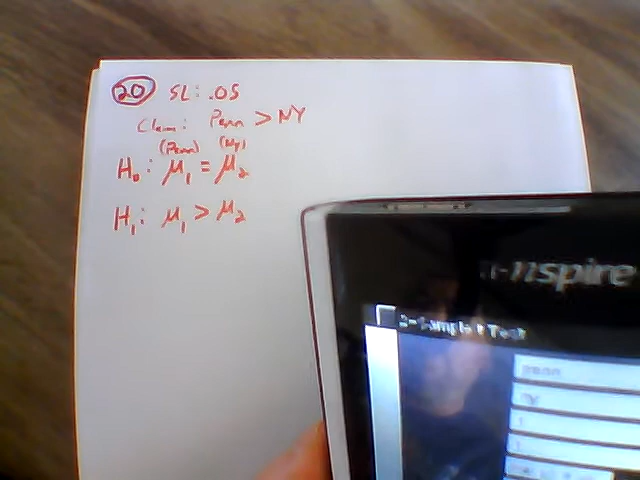 20 SL: .05
Claim: Penn > NY
(Penn) (NY)
H₀: μ₁ = μ₂
H₁: μ₁ > μ₂
nspire
2-Sample t Test
penn
ny
1
1